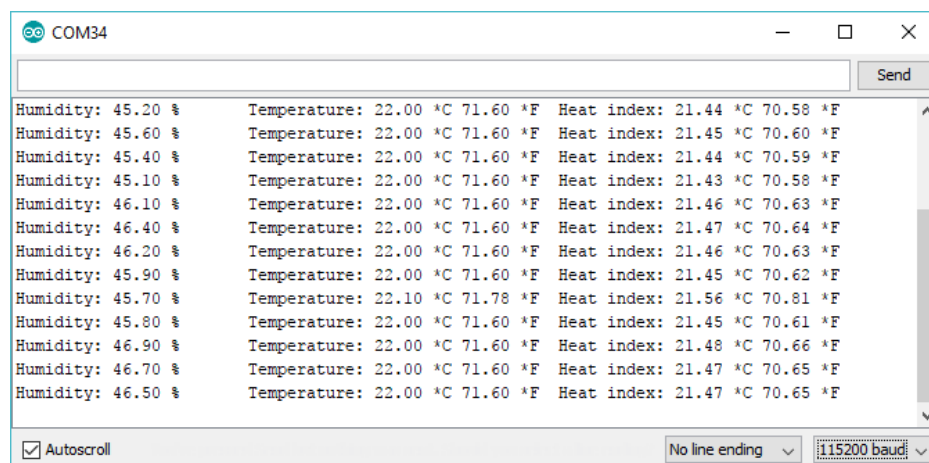 COM34
Send
Humidity: 45.20 % Temperature: 22.00 *C 71.60 *F Heat index: 21.44 *C 70.58 *F
Humidity: 45.60 % Temperature: 22.00 *C 71.60 *F Heat index: 21.45 *C 70.60 *F
Humidity: 45.40 % Temperature: 22.00 *C 71.60 *F Heat index: 21.44 *C 70.59 *F
Humidity: 45.10 % Temperature: 22.00 *C 71.60 *F Heat index: 21.43 *C 70.58 *F
Humidity: 46.10 % Temperature: 22.00 *C 71.60 *F Heat index: 21.46 *C 70.63 *F
Humidity: 46.40 % Temperature: 22.00 *C 71.60 *F Heat index: 21.47 *C 70.64 *F
Humidity: 46.20 % Temperature: 22.00 *C 71.60 *F Heat index: 21.46 *C 70.63 *F
Humidity: 45.90 % Temperature: 22.00 *C 71.60 *F Heat index: 21.45 *C 70.62 *F
Humidity: 45.70 % Temperature: 22.10 *C 71.78 *F Heat index: 21.56 *C 70.81 *F
Humidity: 45.80 % Temperature: 22.00 *C 71.60 *F Heat index: 21.45 *C 70.61 *F
Humidity: 46.90 % Temperature: 22.00 *C 71.60 *F Heat index: 21.48 *C 70.66 *F
Humidity: 46.70 % Temperature: 22.00 *C 71.60 *F Heat index: 21.47 *C 70.65 *F
Humidity: 46.50 % Temperature: 22.00 *C 71.60 *F Heat index: 21.47 *C 70.65 *F
Autoscroll No line ending 115200 baud